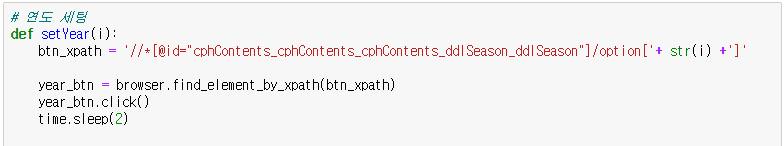 # 연도 세팅
def setYear(i):
    btn_xpath = '//*[@id="cphContents_cphContents_cphContents_ddlSeason_ddlSeason"]/option['+ str(i) +']'
    year_btn = browser.find_element_by_xpath(btn_xpath)
    year_btn.click()
    time.sleep(2)